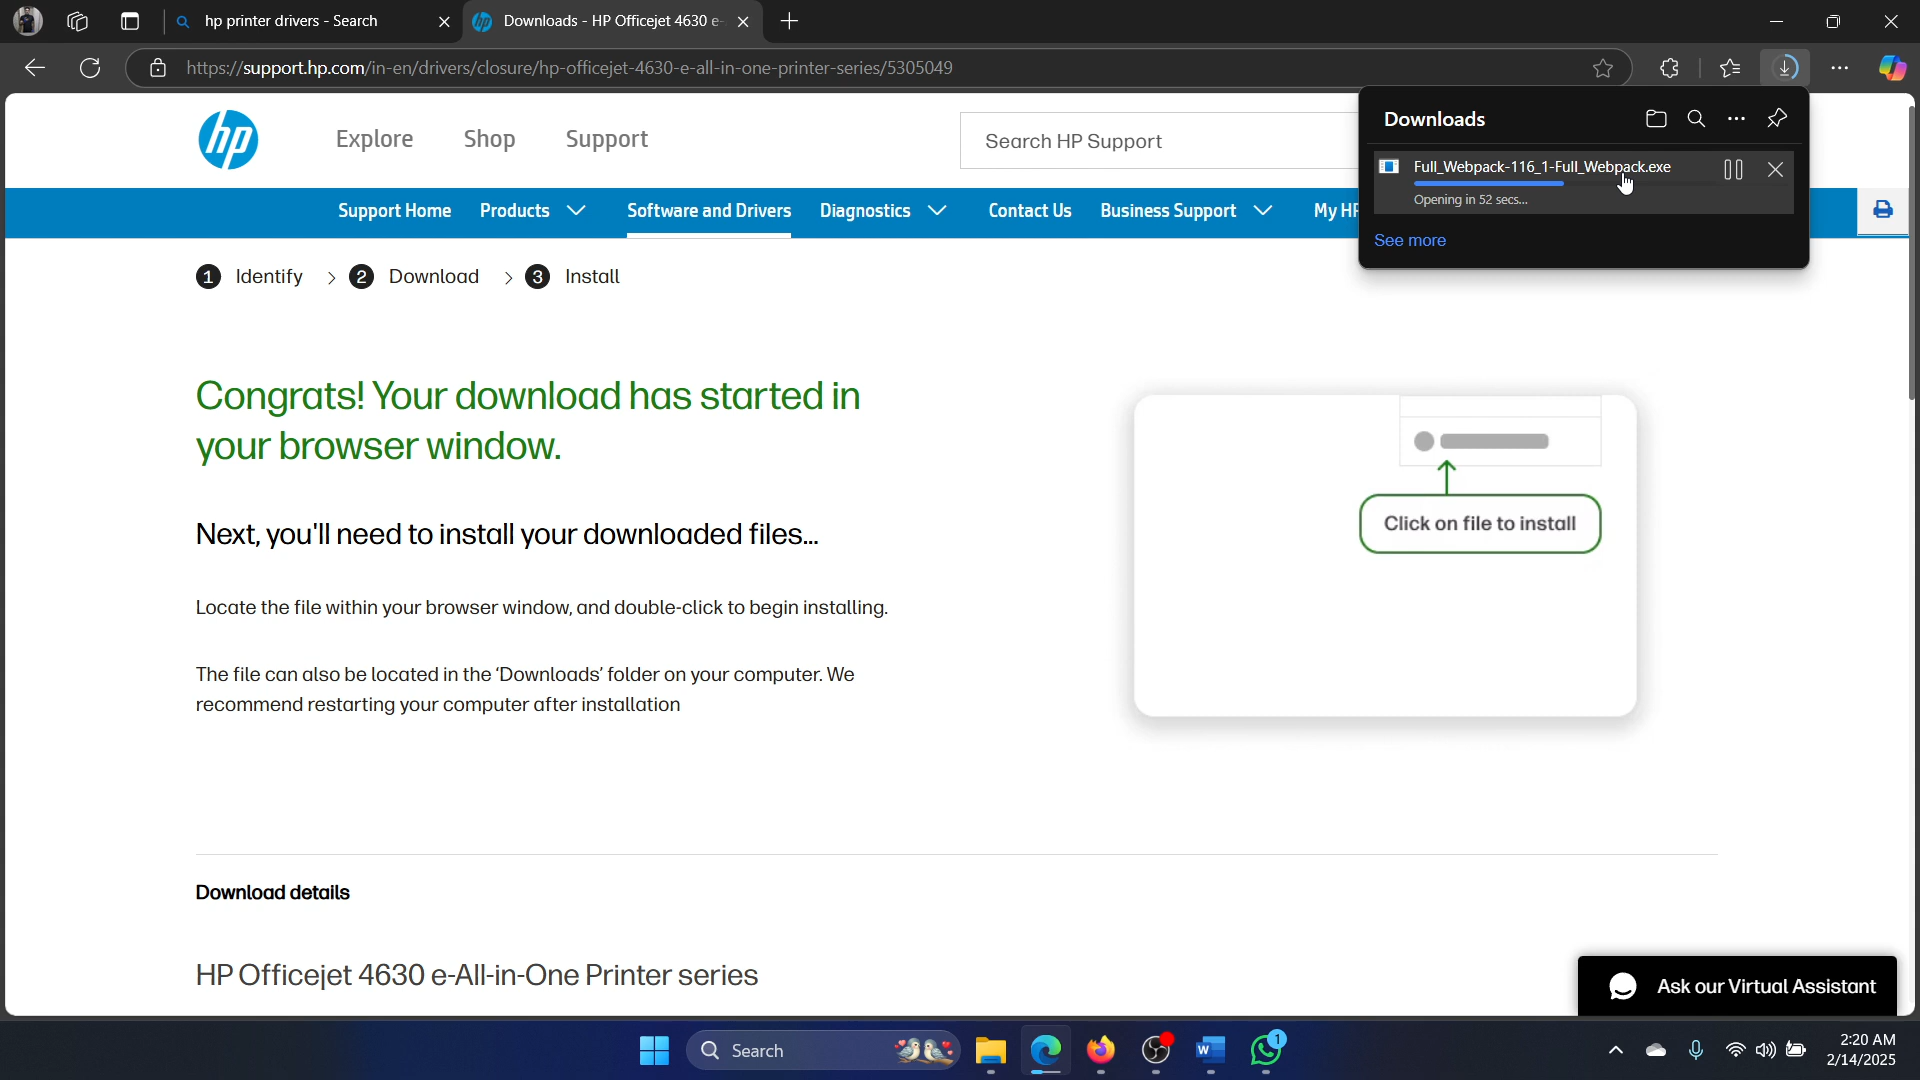 hp printer drivers - Search
Downloads - HP Officejet 4630 e-
https://support.hp.com/in-en/drivers/closure/hp-officejet-4630-e-all-in-one-printer-series/5305049
Downloads
Full_Webpack-116_1-Full_Webpack.exe
Opening in 52 secs...
See more
hp
Explore
Shop
Support
Search HP Support
Support Home
Products
Software and Drivers
Diagnostics
Contact Us
Business Support
My HP
1 Identify > 2 Download > 3 Install
Congrats! Your download has started in
your browser window.
Next, you'll need to install your downloaded files...
Locate the file within your browser window, and double-click to begin installing.
The file can also be located in the 'Downloads' folder on your computer. We
recommend restarting your computer after installation
Click on file to install
Download details
HP Officejet 4630 e-All-in-One Printer series
Ask our Virtual Assistant
Search
1
2:20 AM
2/14/2025